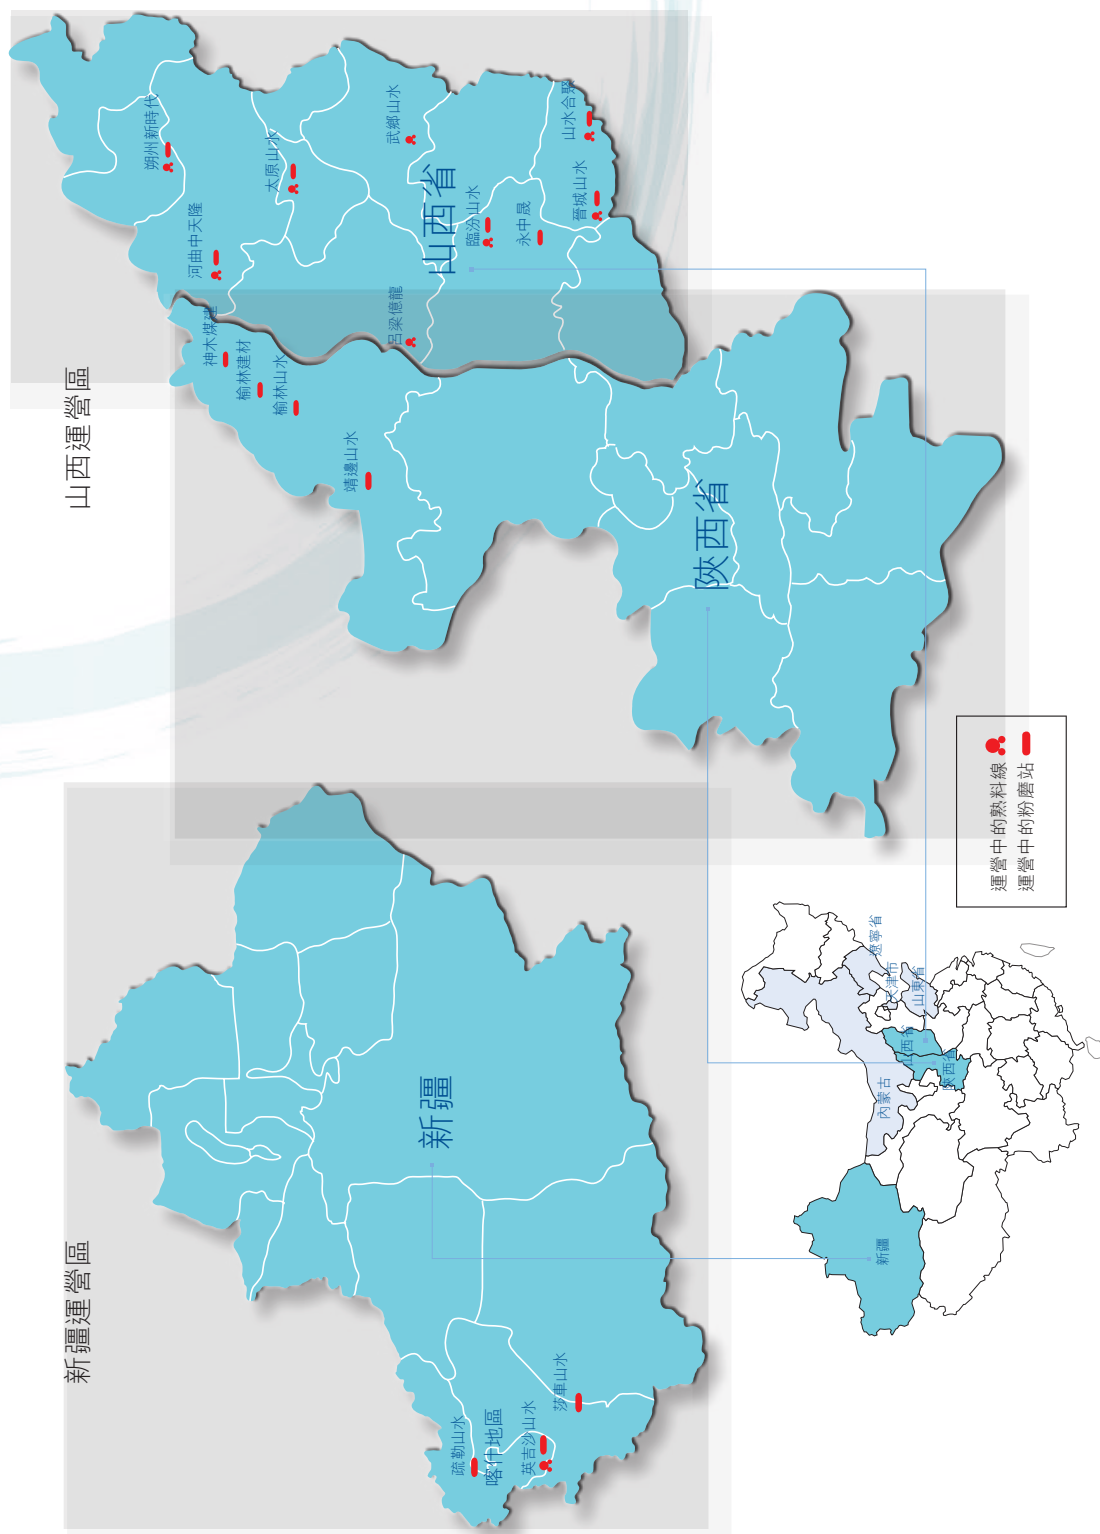 山西運營區
朔州新時代
河曲中天隆
太原山水
武鄉山水
山西省
呂梁億龍
臨汾山水
永中晟
山水合聚
晉城山水
神木煤建
榆林建材
榆林山水
靖邊山水
陝西省
新疆運營區
新疆
疏勒山水
喀什地區
英吉沙山水
莎車山水
運營中的熟料線
運營中的粉磨站
遼寧省
天津市
山東省
山西省
陝西省
內蒙古
新疆